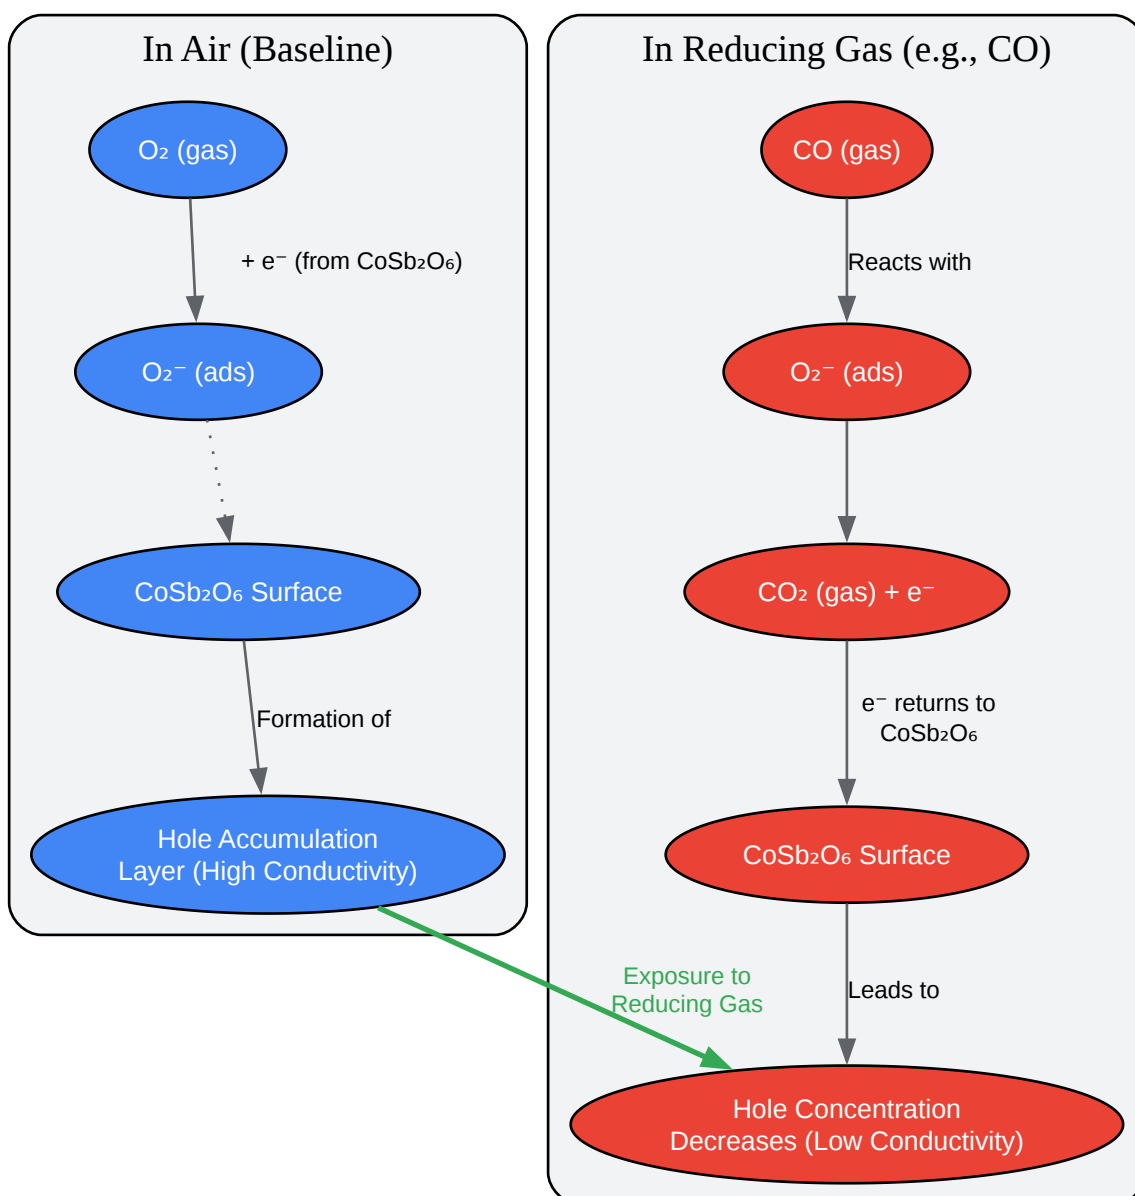 In Air (Baseline)
O₂ (gas)
+ e⁻ (from CoSb₂O₆)
O₂⁻ (ads)
CoSb₂O₆ Surface
Formation of
Hole Accumulation
Layer (High Conductivity)
In Reducing Gas (e.g., CO)
CO (gas)
Reacts with
O₂⁻ (ads)
CO₂ (gas) + e⁻
e⁻ returns to
CoSb₂O₆
CoSb₂O₆ Surface
Exposure to
Reducing Gas
Leads to
Hole Concentration
Decreases (Low Conductivity)